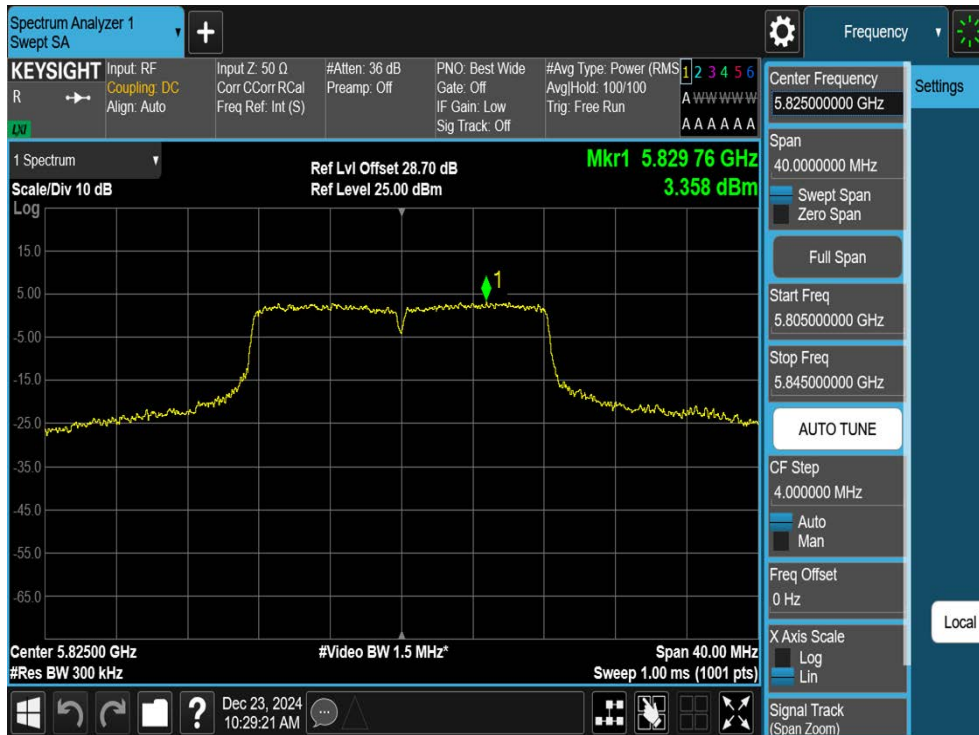 Spectrum Analyzer 1
Swept SA
+
Frequency
KEYSIGHT
R
LXI
Input: RF
Coupling: DC
Align: Auto
Input Z: 50 Ω
Corr CCorr RCal
Freq Ref: Int (S)
#Atten: 36 dB
Preamp: Off
PNO: Best Wide
Gate: Off
IF Gain: Low
Sig Track: Off
#Avg Type: Power (RMS
Avg|Hold: 100/100
Trig: Free Run
1 2 3 4 5 6
A W W W W W
A A A A A A
1 Spectrum
Scale/Div 10 dB
Log
Ref Lvl Offset 28.70 dB
Ref Level 25.00 dBm
Mkr1 5.829 76 GHz
3.358 dBm
15.0
5.00
-5.00
-15.0
-25.0
-35.0
-45.0
-55.0
-65.0
1
Center 5.82500 GHz
#Res BW 300 kHz
#Video BW 1.5 MHz*
Span 40.00 MHz
Sweep 1.00 ms (1001 pts)
?
Dec 23, 2024
10:29:21 AM
Center Frequency
5.825000000 GHz
Span
40.0000000 MHz
Swept Span
Zero Span
Full Span
Start Freq
5.805000000 GHz
Stop Freq
5.845000000 GHz
AUTO TUNE
CF Step
4.000000 MHz
Auto
Man
Freq Offset
0 Hz
X Axis Scale
Log
Lin
Signal Track
(Span Zoom)
Settings
Local